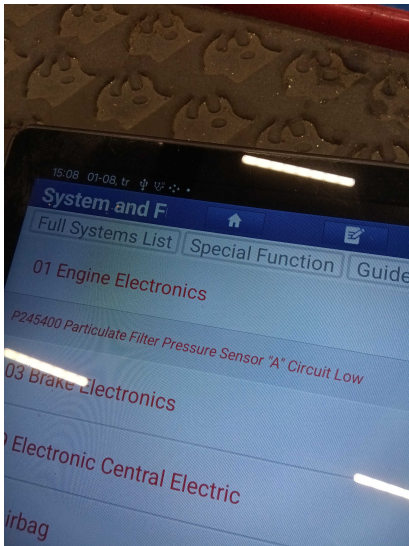 15:08 01-08, tr
System and F
Full Systems List Special Function Guide
01 Engine Electronics
P245400 Particulate Filter Pressure Sensor "A" Circuit Low
03 Brake Electronics
Electronic Central Electric
irbag